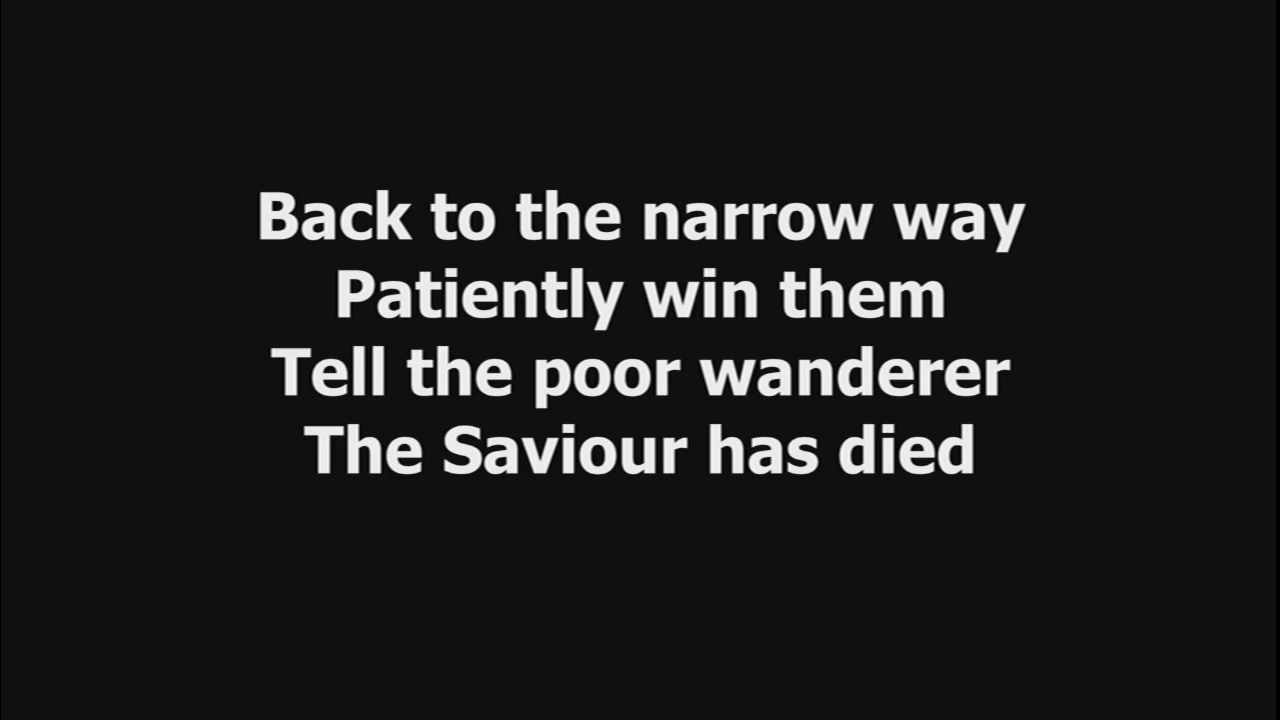 Back to the narrow way
Patiently win them
Tell the poor wanderer
The Saviour has died